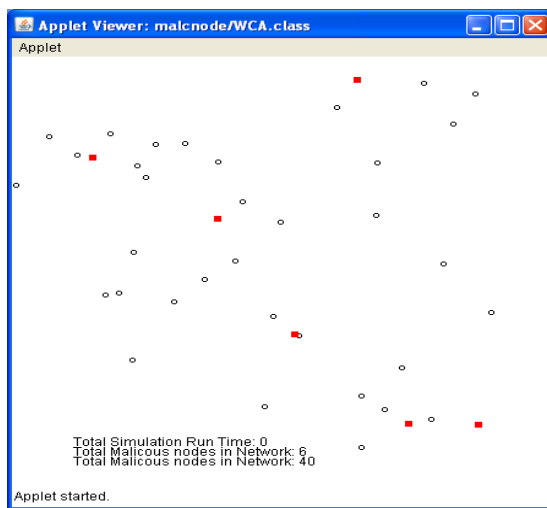 Applet Viewer: malcnode/WCA.class
Applet
Total Simulation Run Time: 0
Total Malicous nodes in Network: 6
Total Malicous nodes in Network: 40
Applet started.